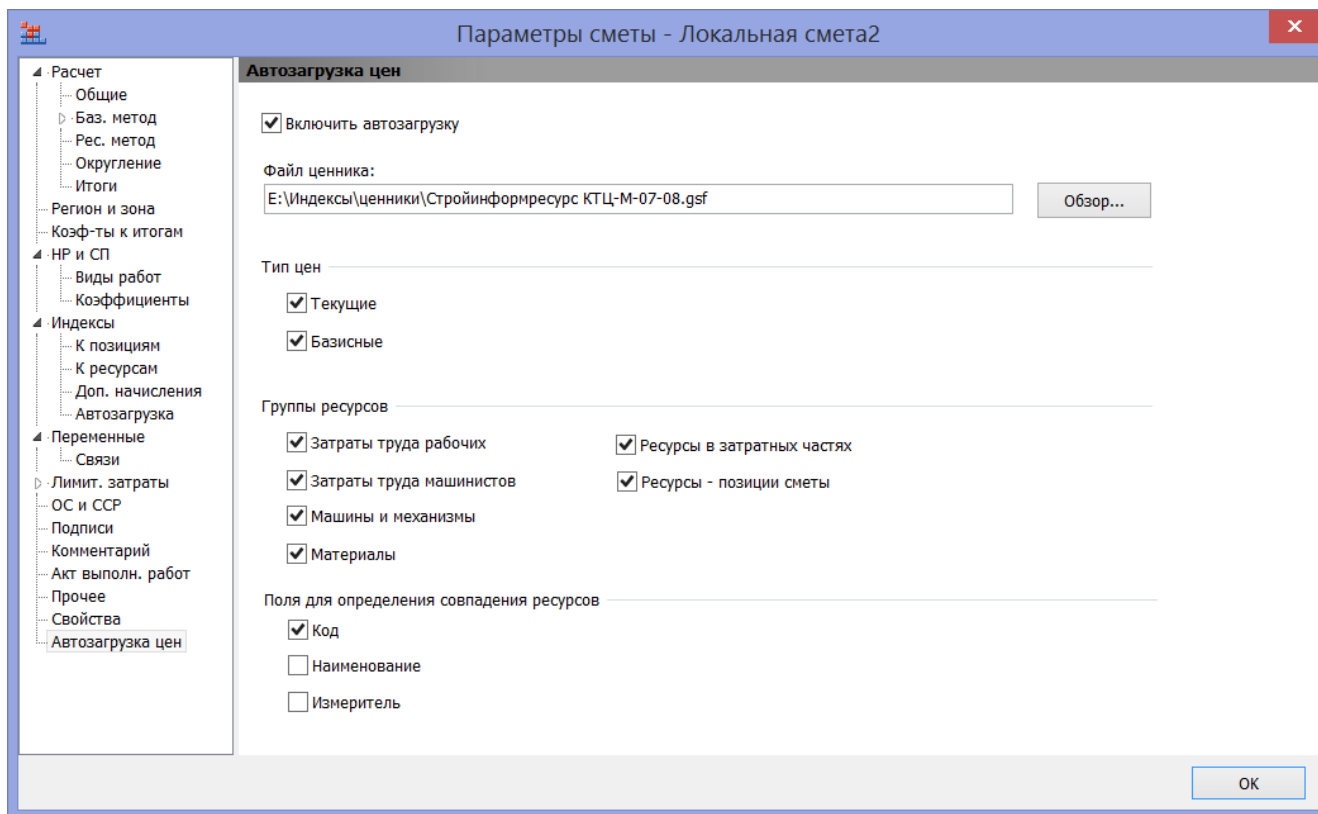 Параметры сметы - Локальная смета2
Расчет
Общие
Баз. метод
Рес. метод
Округление
Итоги
Регион и зона
Коэф-ты к итогам
НР и СП
Виды работ
Коэффициенты
Индексы
К позициям
К ресурсам
Доп. начисления
Автозагрузка
Переменные
Связи
Лимит. затраты
ОС и ССР
Подписи
Комментарий
Акт выполн. работ
Прочее
Свойства
Автозагрузка цен
Автозагрузка цен
Включить автозагрузку
Файл ценника:
E:\Индексы\ценники\Стройинформресурс КТЦ-М-07-08.gsf
Обзор...
Тип цен
Текущие
Базисные
Группы ресурсов
Затраты труда рабочих
Ресурсы в затратных частях
Затраты труда машинистов
Ресурсы - позиции сметы
Машины и механизмы
Материалы
Поля для определения совпадения ресурсов
Код
Наименование
Измеритель
ОК